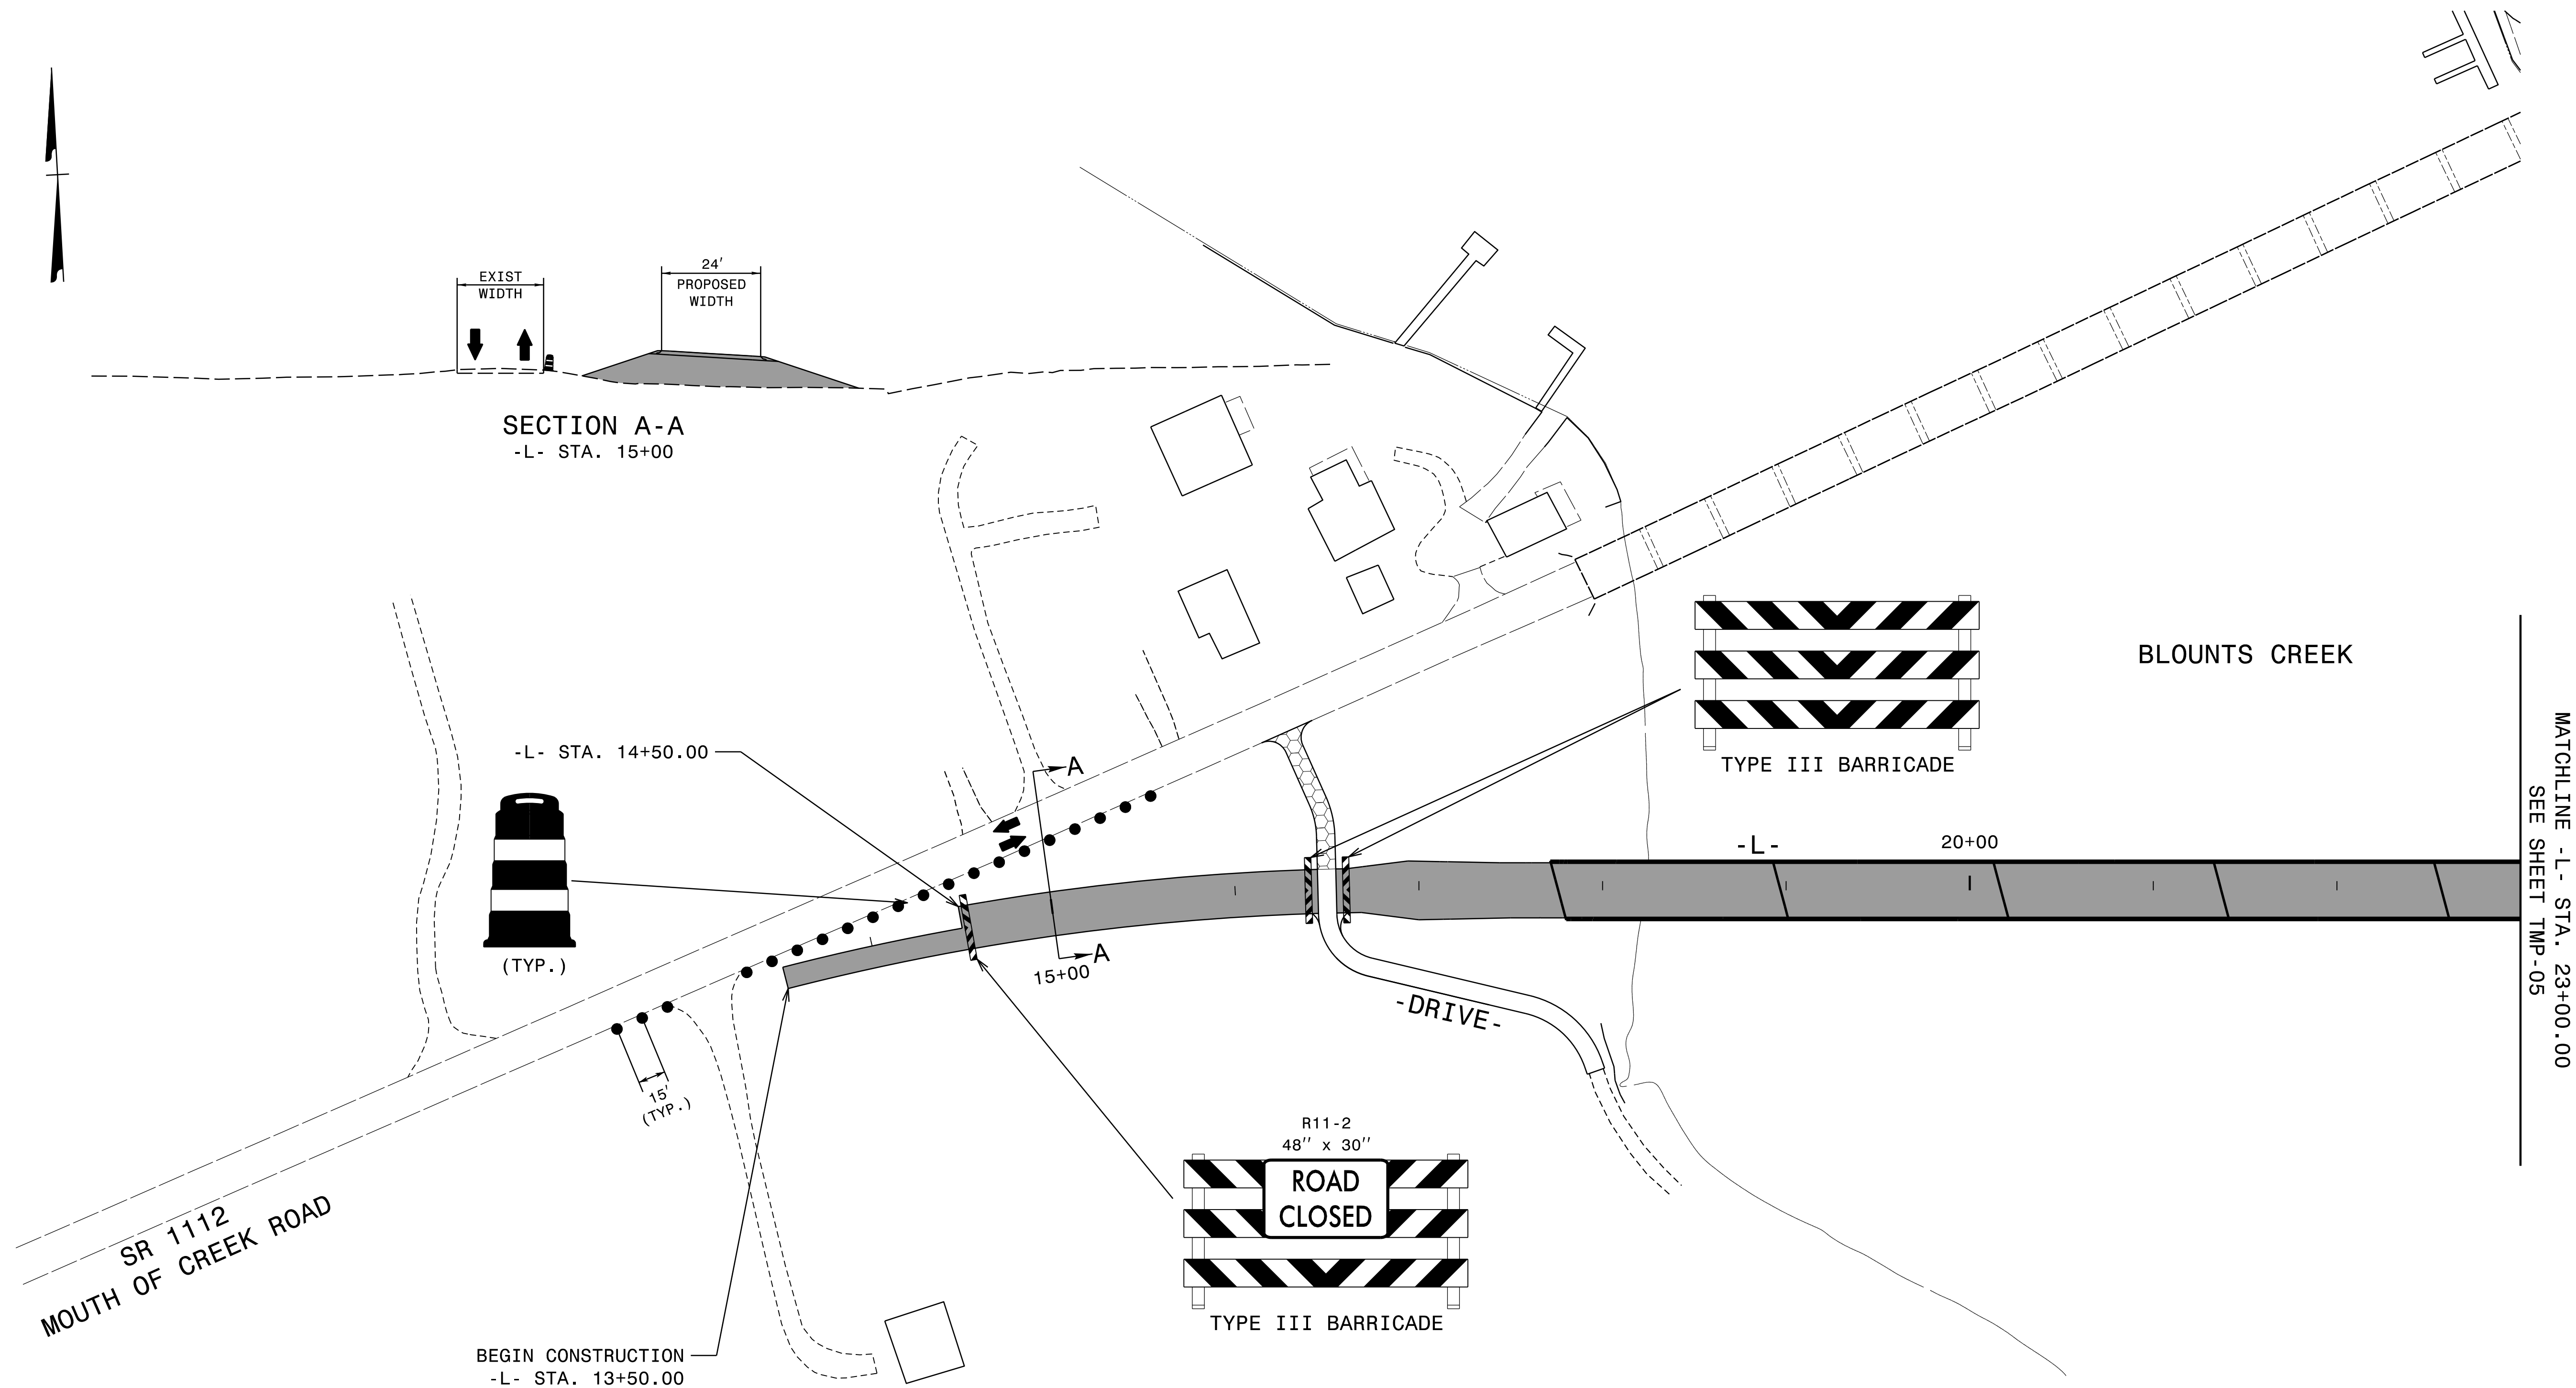 24'
PROPOSED
WIDTH
EXIST
WIDTH
SECTION A-A
-L- STA. 15+00
BLOUNTS CREEK
TYPE III BARRICADE
-L- STA. 14+50.00
A
-L-
20+00
MATCHLINE -L- STA. 23+00.00
SEE SHEET TMP-05
(TYP.)
A
15+00
-DRIVE-
15'
(TYP.)
R11-2
48'' x 30''
ROAD
CLOSED
TYPE III BARRICADE
SR 1112
MOUTH OF CREEK ROAD
BEGIN CONSTRUCTION
-L- STA. 13+50.00